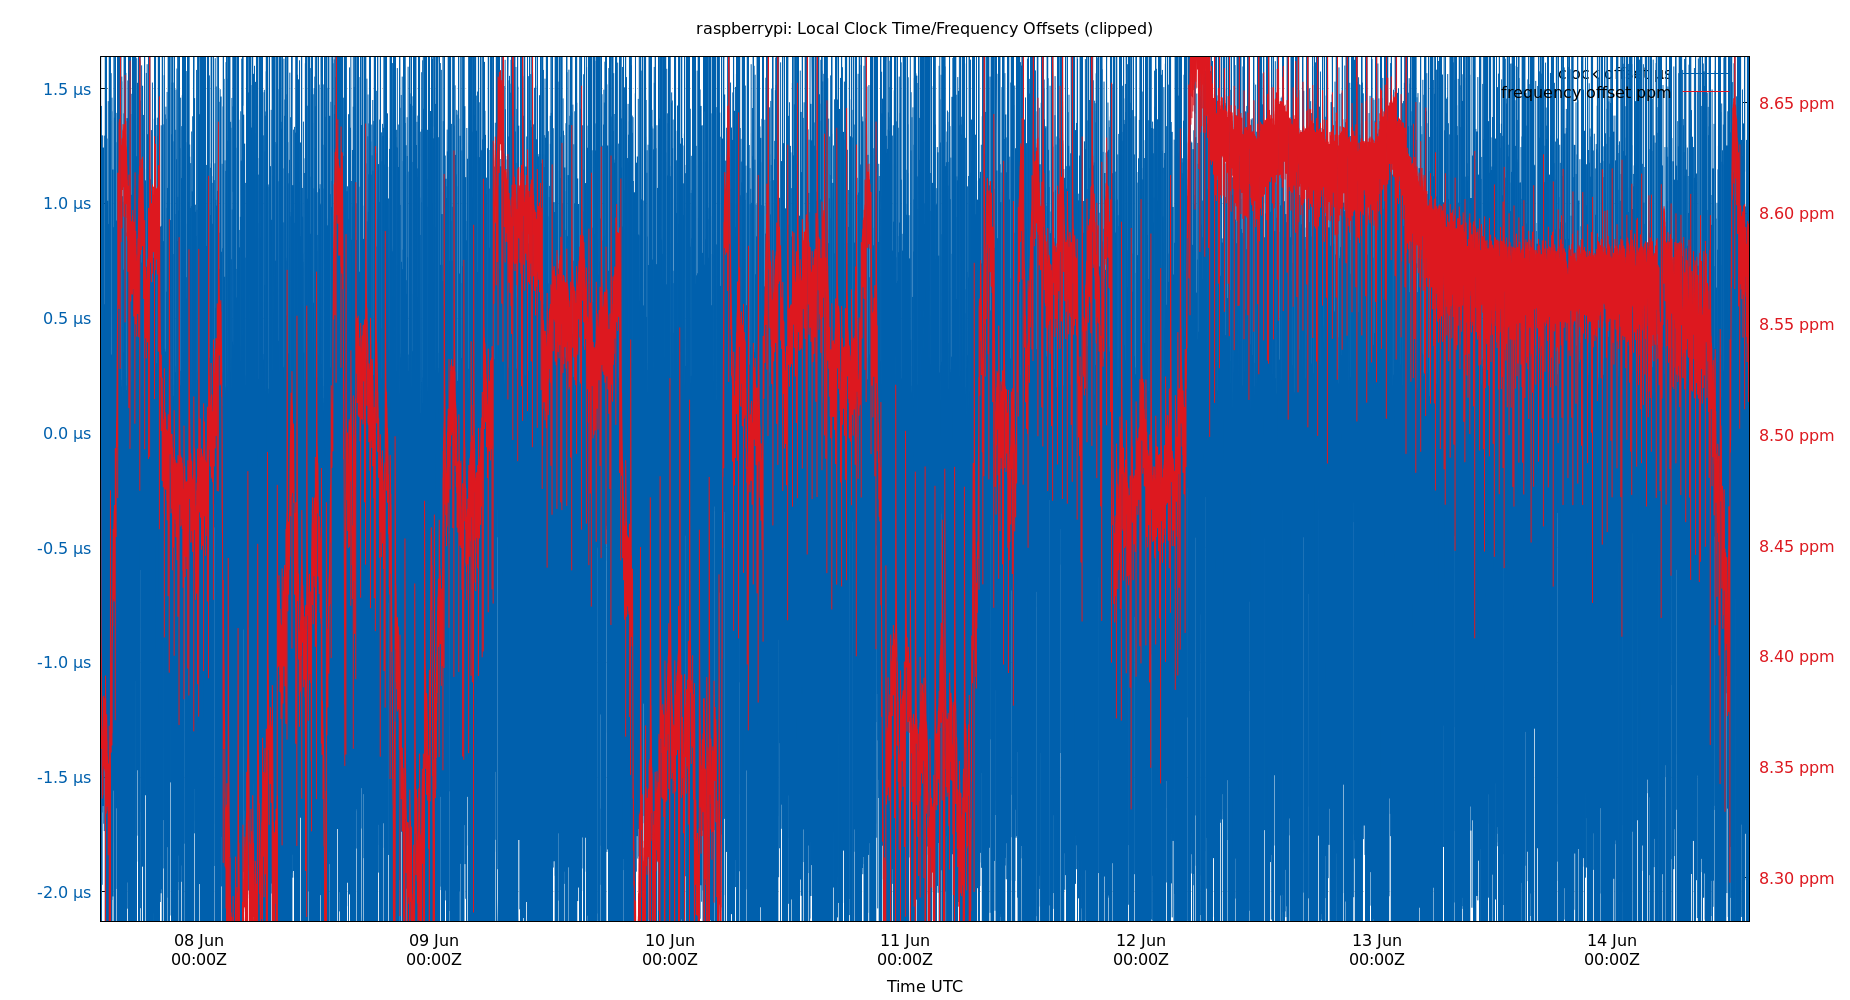 raspberrypi: Local Clock Time/Frequency Offsets (clipped)
clock offset µs
frequency offset ppm
1.5 µs
1.0 µs
0.5 µs
0.0 µs
-0.5 µs
-1.0 µs
-1.5 µs
-2.0 µs
8.65 ppm
8.60 ppm
8.55 ppm
8.50 ppm
8.45 ppm
8.40 ppm
8.35 ppm
8.30 ppm
08 Jun 09 Jun 10 Jun 11 Jun 12 Jun 13 Jun 14 Jun
00:00Z 00:00Z 00:00Z 00:00Z 00:00Z 00:00Z 00:00Z
Time UTC